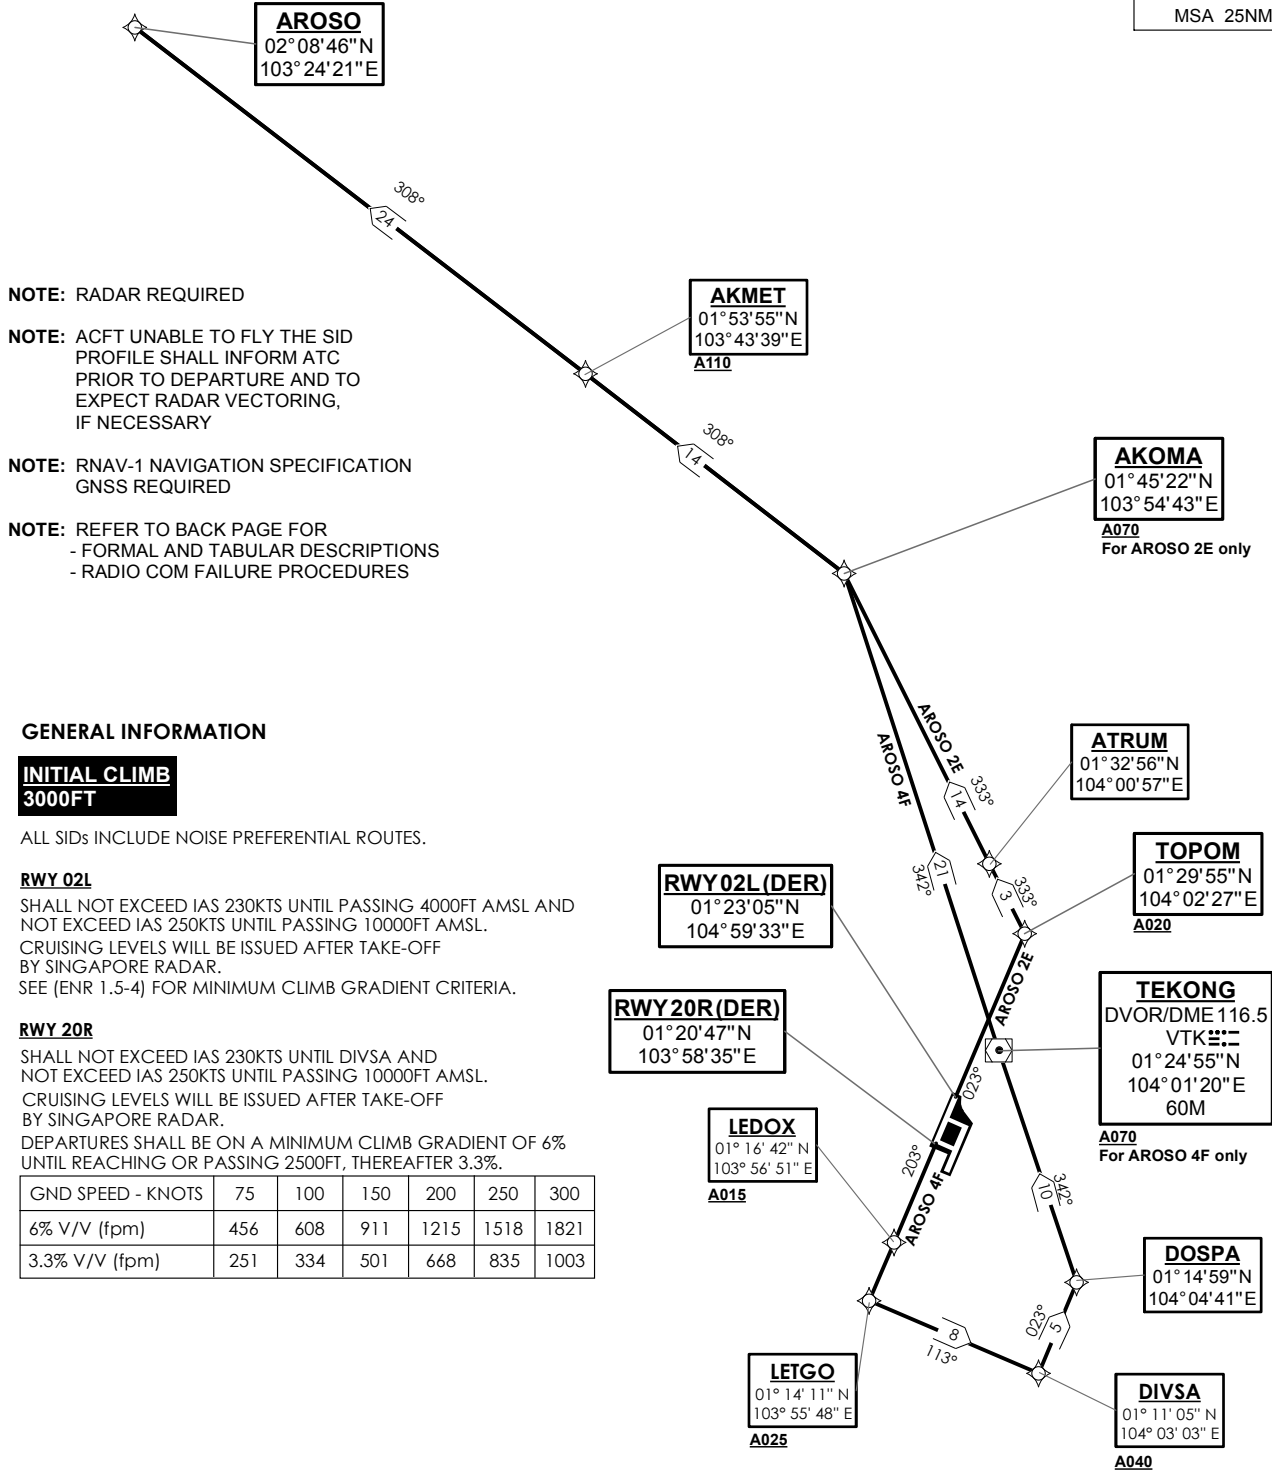 MSA 25NM
AROSO
02°08'46"N
103°24'21"E
308°
24
NOTE: RADAR REQUIRED
NOTE: ACFT UNABLE TO FLY THE SID
PROFILE SHALL INFORM ATC
PRIOR TO DEPARTURE AND TO
EXPECT RADAR VECTORING,
IF NECESSARY
NOTE: RNAV-1 NAVIGATION SPECIFICATION
GNSS REQUIRED
NOTE: REFER TO BACK PAGE FOR
- FORMAL AND TABULAR DESCRIPTIONS
- RADIO COM FAILURE PROCEDURES
AKMET
01°53'55"N
103°43'39"E
A110
308°
14
AKOMA
01°45'22"N
103°54'43"E
A070
For AROSO 2E only
AROSO 2E
AROSO 4F
333°
14
ATRUM
01°32'56"N
104°00'57"E
21
342°
333°
3
TOPOM
01°29'55"N
104°02'27"E
A020
GENERAL INFORMATION
INITIAL CLIMB
3000FT
ALL SIDs INCLUDE NOISE PREFERENTIAL ROUTES.
RWY 02L
SHALL NOT EXCEED IAS 230KTS UNTIL PASSING 4000FT AMSL AND
NOT EXCEED IAS 250KTS UNTIL PASSING 10000FT AMSL.
CRUISING LEVELS WILL BE ISSUED AFTER TAKE-OFF
BY SINGAPORE RADAR.
SEE (ENR 1.5-4) FOR MINIMUM CLIMB GRADIENT CRITERIA.
RWY 20R
SHALL NOT EXCEED IAS 230KTS UNTIL DIVSA AND
NOT EXCEED IAS 250KTS UNTIL PASSING 10000FT AMSL.
CRUISING LEVELS WILL BE ISSUED AFTER TAKE-OFF
BY SINGAPORE RADAR.
DEPARTURES SHALL BE ON A MINIMUM CLIMB GRADIENT OF 6%
UNTIL REACHING OR PASSING 2500FT, THEREAFTER 3.3%.
GND SPEED - KNOTS 75 100 150 200 250 300
6% V/V (fpm) 456 608 911 1215 1518 1821
3.3% V/V (fpm) 251 334 501 668 835 1003
RWY02L(DER)
01°23'05"N
104°59'33"E
RWY20R(DER)
01°20'47"N
103°58'35"E
AROSO 2E
023°
TEKONG
DVOR/DME 116.5
VTK
01°24'55"N
104°01'20"E
60M
A070
For AROSO 4F only
LEDOX
01° 16' 42" N
103° 56' 51" E
A015
203°
AROSO 4F
342°
10
DOSPA
01°14'59"N
104°04'41"E
023°
5
8
113°
LETGO
01° 14' 11" N
103° 55' 48" E
A025
DIVSA
01° 11' 05" N
104° 03' 03" E
A040